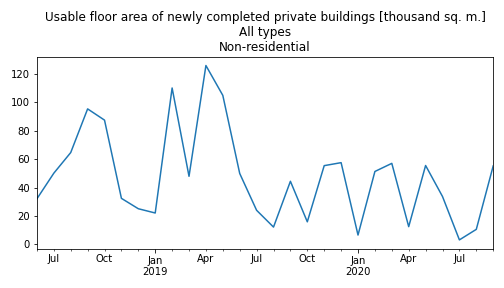 Usable floor area of newly completed private buildings [thousand sq. m.]
All types
Non-residential
120
100
80
60
40
20
0
Jul
Oct
Jan
2019
Apr
Jul
Oct
Jan
2020
Apr
Jul